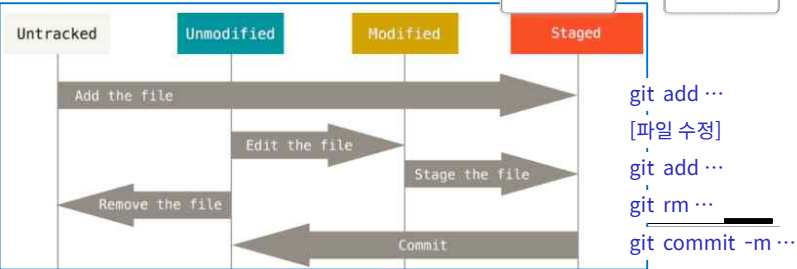 Untracked Unmodified Modified Staged
Add the file git add …
Edit the file [파일 수정]
Stage the file git add …
Remove the file git rm …
Commit git commit -m …